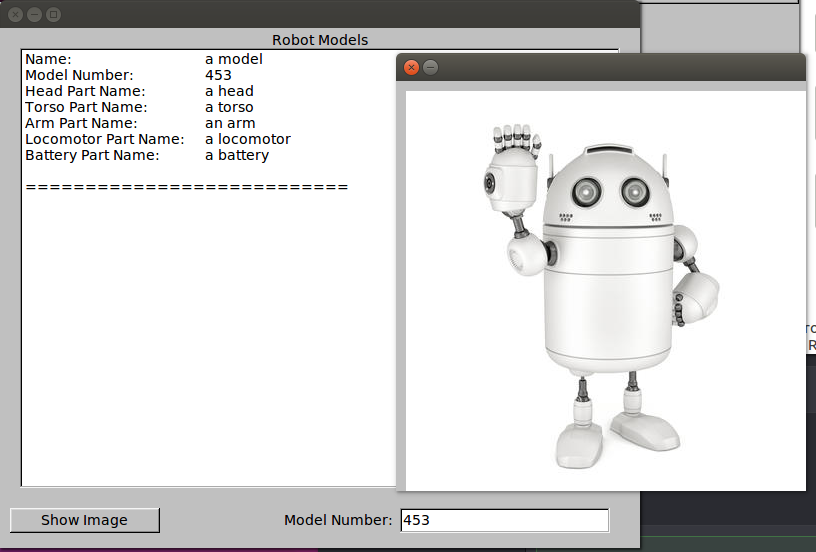 Robot Models
Name: a model
Model Number: 453
Head Part Name: a head
Torso Part Name: a torso
Arm Part Name: an arm
Locomotor Part Name: a locomotor
Battery Part Name: a battery
===========================
Show Image
Model Number: 453